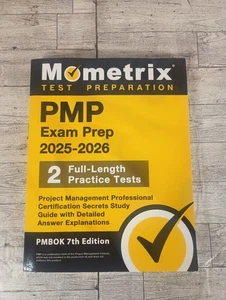 Mometrix
TEST PREPARATION
PMP
Exam Prep
2025-2026
2 Full-Length
Practice Tests
Project Management Professional
Certification Secrets Study
Guide with Detailed
Answer Explanations
PMBOK 7th Edition